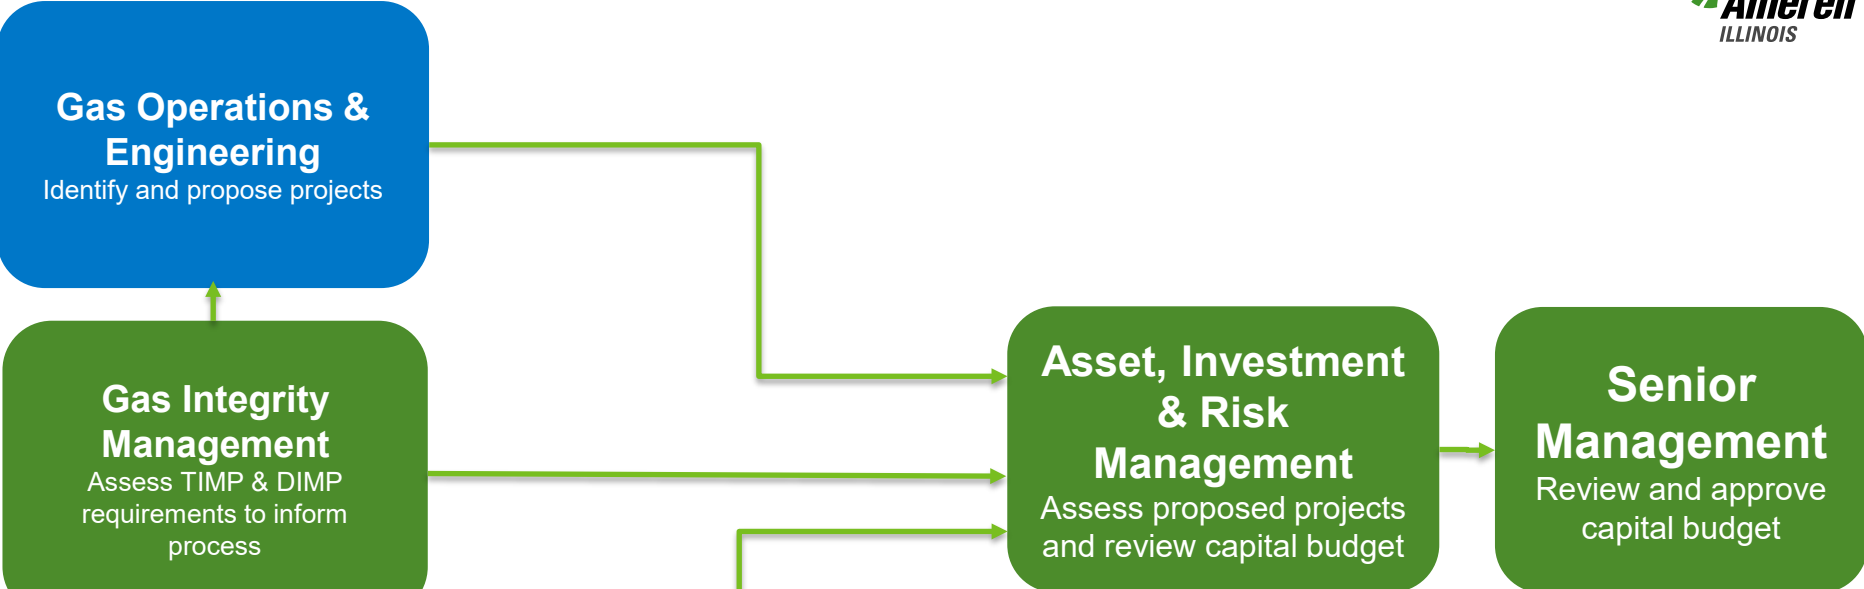 Ameren
ILLINOIS
Gas Operations &
Engineering
Identify and propose projects
Gas Integrity
Management
Assess TIMP & DIMP
requirements to inform
process
Asset, Investment
& Risk
Management
Assess proposed projects
and review capital budget
Senior
Management
Review and approve
capital budget